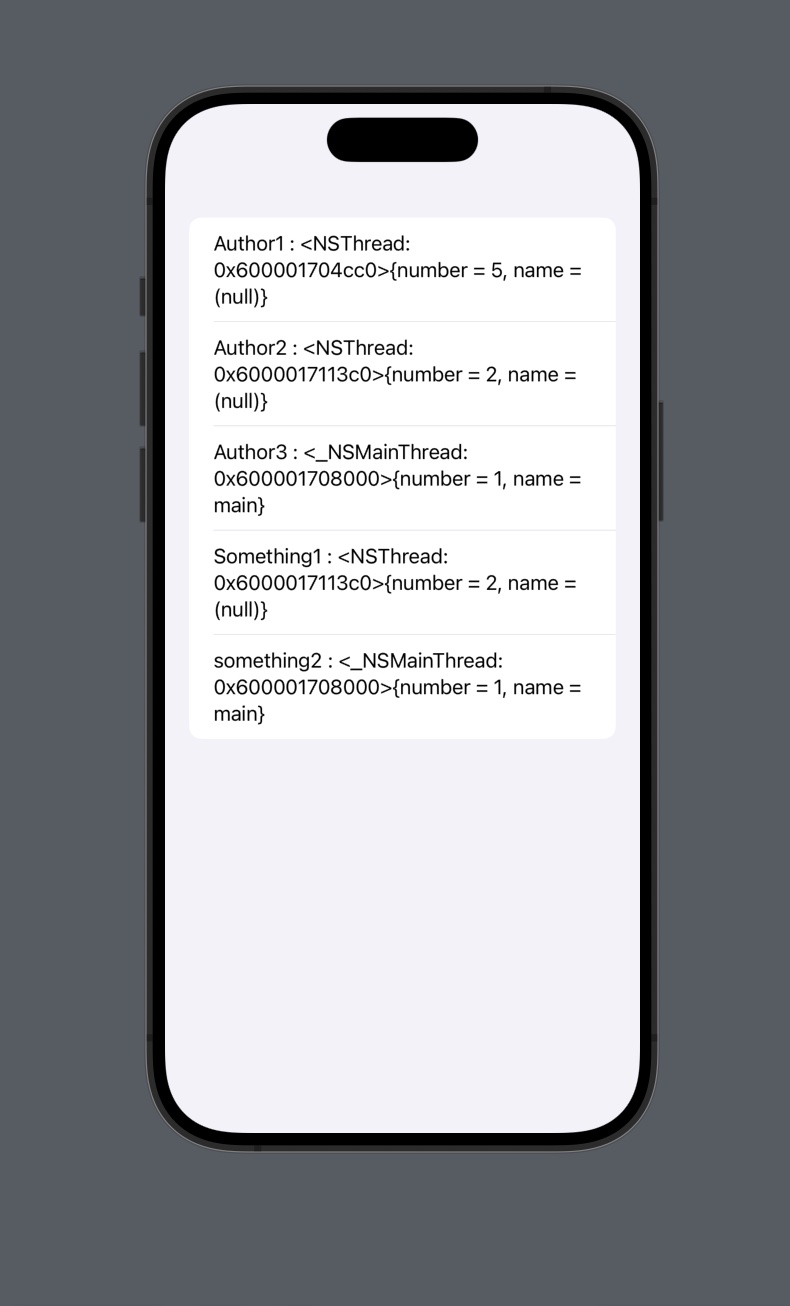 Author1 : <NSThread:
0x600001704cc0>{number = 5, name =
(null)}
Author2 : <NSThread:
0x6000017113c0>{number = 2, name =
(null)}
Author3 : <_NSMainThread:
0x600001708000>{number = 1, name =
main}
Something1 : <NSThread:
0x6000017113c0>{number = 2, name =
(null)}
something2 : <_NSMainThread:
0x600001708000>{number = 1, name =
main}